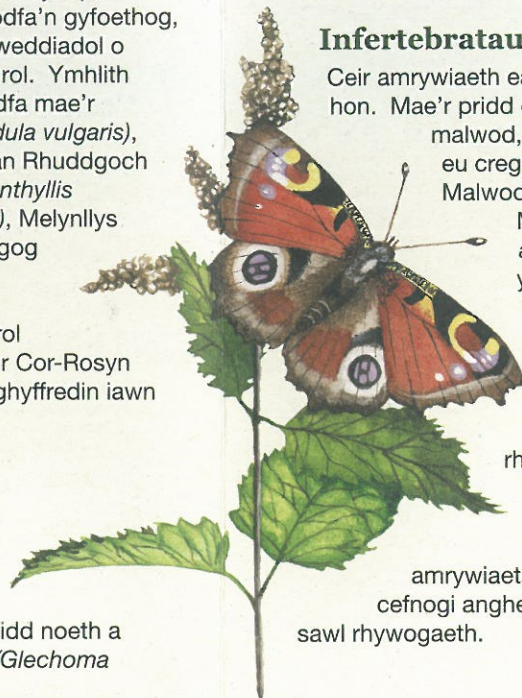 odfa'n gyfoethog,
weddiadol o
rol. Ymhlith
dfa mae'r
dula vulgaris),
an Rhuddgoch
nthyllis
), Melynllys
gog
rol
r Cor-Rosyn
ghyffredin iawn
idd noeth a
(Glechoma
Infertebratau
Ceir amrywiaeth ea
hon. Mae'r pridd
malwod,
eu creg
Malwod
a
y
rh
amrywiaet
cefnogi anghe
sawl rhywogaeth.